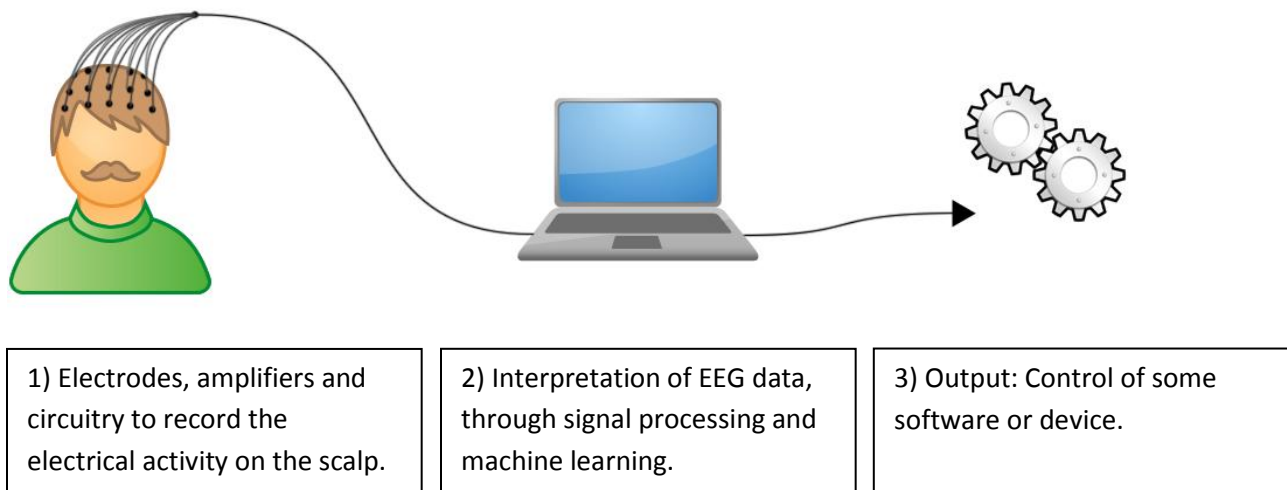 1) Electrodes, amplifiers and
circuitry to record the
electrical activity on the scalp.
2) Interpretation of EEG data,
through signal processing and
machine learning.
3) Output: Control of some
software or device.